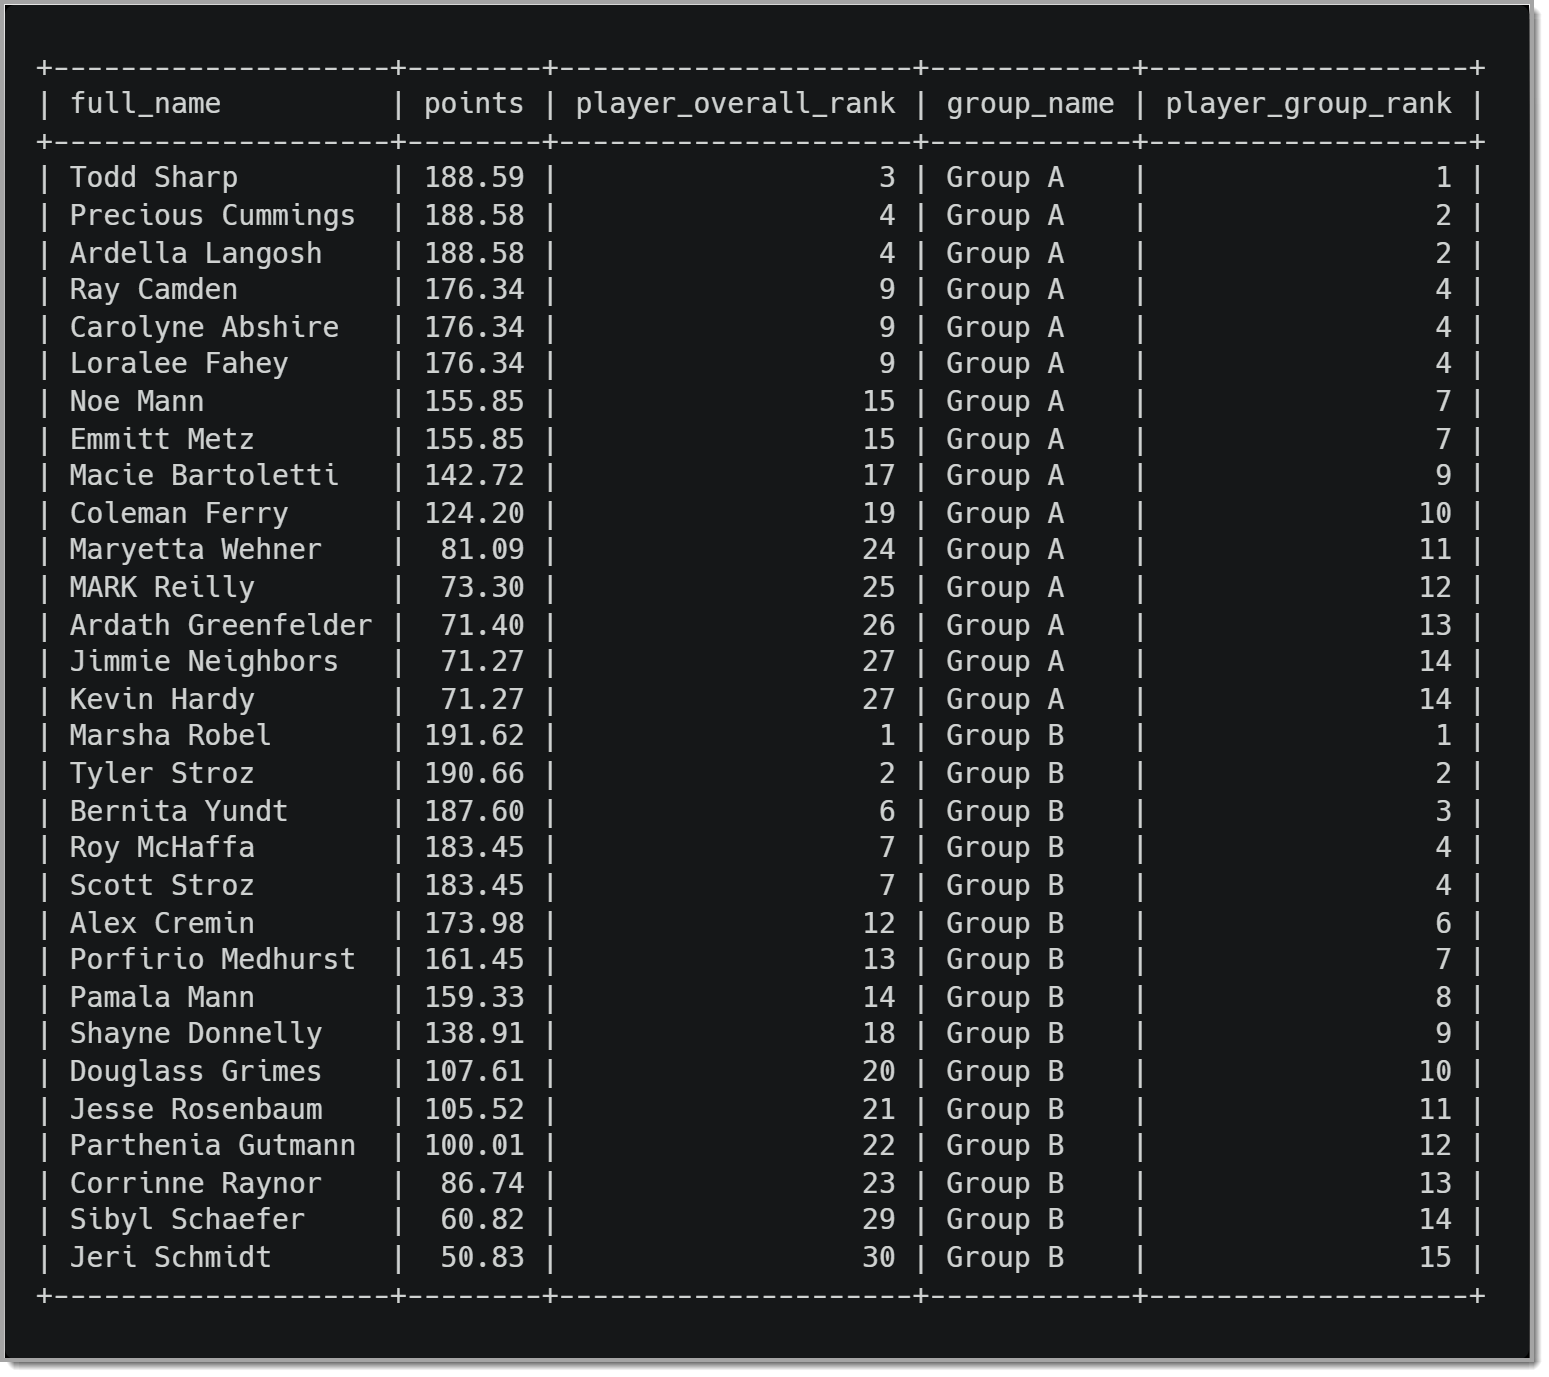 +--------------------+--------+---------------------+------------+-------------------+
| full_name          | points | player_overall_rank | group_name | player_group_rank |
+--------------------+--------+---------------------+------------+-------------------+
| Todd Sharp         | 188.59 |                   3 | Group A    |                 1 |
| Precious Cummings  | 188.58 |                   4 | Group A    |                 2 |
| Ardella Langosh    | 188.58 |                   4 | Group A    |                 2 |
| Ray Camden         | 176.34 |                   9 | Group A    |                 4 |
| Carolyne Abshire   | 176.34 |                   9 | Group A    |                 4 |
| Loralee Fahey      | 176.34 |                   9 | Group A    |                 4 |
| Noe Mann           | 155.85 |                  15 | Group A    |                 7 |
| Emmitt Metz        | 155.85 |                  15 | Group A    |                 7 |
| Macie Bartoletti   | 142.72 |                  17 | Group A    |                 9 |
| Coleman Ferry      | 124.20 |                  19 | Group A    |                10 |
| Maryetta Wehner    |  81.09 |                  24 | Group A    |                11 |
| MARK Reilly        |  73.30 |                  25 | Group A    |                12 |
| Ardath Greenfelder |  71.40 |                  26 | Group A    |                13 |
| Jimmie Neighbors   |  71.27 |                  27 | Group A    |                14 |
| Kevin Hardy        |  71.27 |                  27 | Group A    |                14 |
| Marsha Robel       | 191.62 |                   1 | Group B    |                 1 |
| Tyler Stroz        | 190.66 |                   2 | Group B    |                 2 |
| Bernita Yundt      | 187.60 |                   6 | Group B    |                 3 |
| Roy McHaffa        | 183.45 |                   7 | Group B    |                 4 |
| Scott Stroz        | 183.45 |                   7 | Group B    |                 4 |
| Alex Cremin        | 173.98 |                  12 | Group B    |                 6 |
| Porfirio Medhurst  | 161.45 |                  13 | Group B    |                 7 |
| Pamala Mann        | 159.33 |                  14 | Group B    |                 8 |
| Shayne Donnelly    | 138.91 |                  18 | Group B    |                 9 |
| Douglass Grimes    | 107.61 |                  20 | Group B    |                10 |
| Jesse Rosenbaum    | 105.52 |                  21 | Group B    |                11 |
| Parthenia Gutmann  | 100.01 |                  22 | Group B    |                12 |
| Corrinne Raynor    |  86.74 |                  23 | Group B    |                13 |
| Sibyl Schaefer     |  60.82 |                  29 | Group B    |                14 |
| Jeri Schmidt       |  50.83 |                  30 | Group B    |                15 |
+--------------------+--------+---------------------+------------+-------------------+